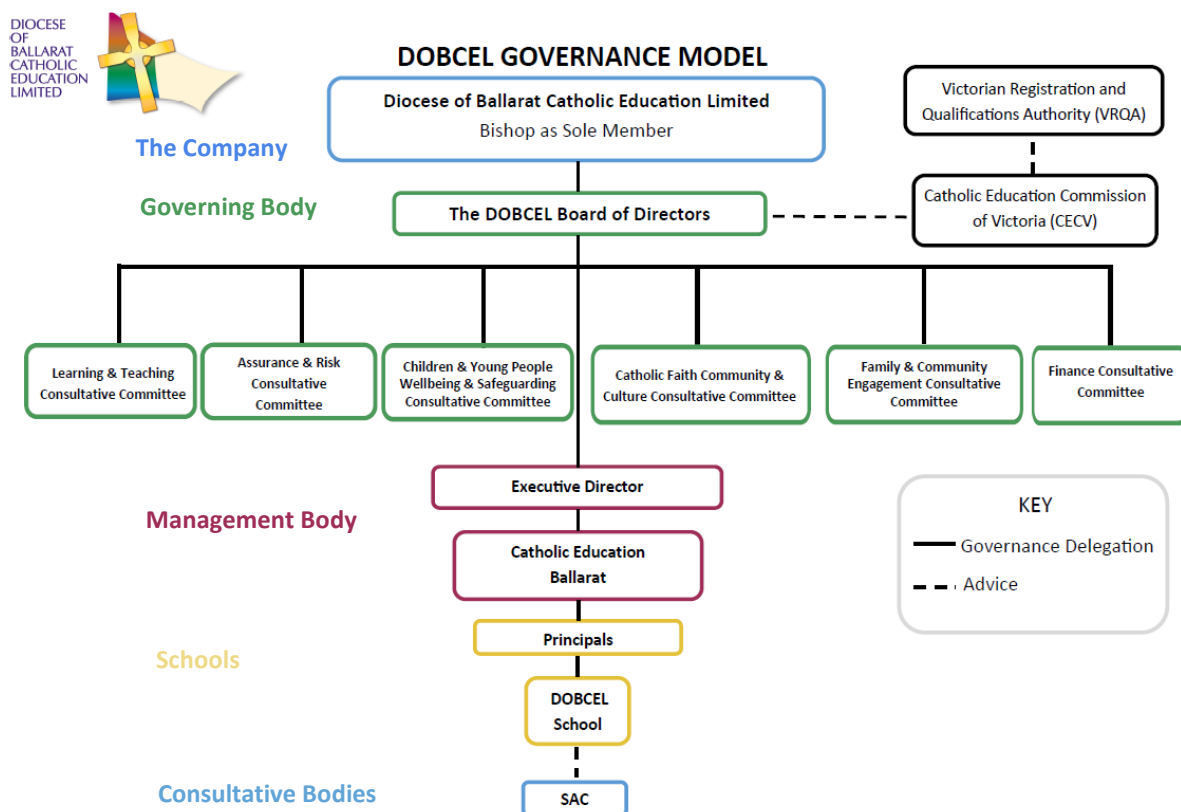 DIOCESE
OF
BALLARAT
CATHOLIC
EDUCATION
LIMITED
DOBCEL GOVERNANCE MODEL
Diocese of Ballarat Catholic Education Limited
Bishop as Sole Member
Victorian Registration and
Qualifications Authority (VRQA)
The Company
Governing Body
The DOBCEL Board of Directors
Catholic Education Commission
of Victoria (CECV)
Learning & Teaching
Consultative Committee
Assurance & Risk
Consultative
Committee
Children & Young People
Wellbeing & Safeguarding
Consultative Committee
Catholic Faith Community &
Culture Consultative Committee
Family & Community
Engagement Consultative
Committee
Finance Consultative
Committee
Executive Director
Management Body
Catholic Education
Ballarat
KEY
Governance Delegation
Advice
Principals
Schools
DOBCEL
School
Consultative Bodies
SAC